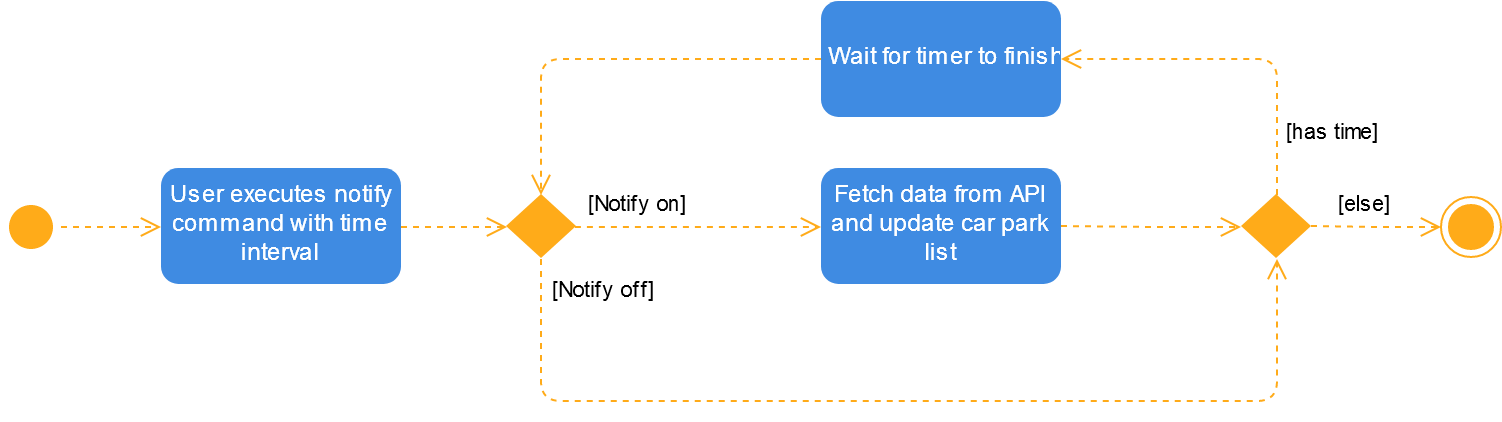 Wait for timer to finish
[has time]
User executes notify
command with time
interval
[Notify on]
Fetch data from API
and update car park
list
[else]
[Notify off]